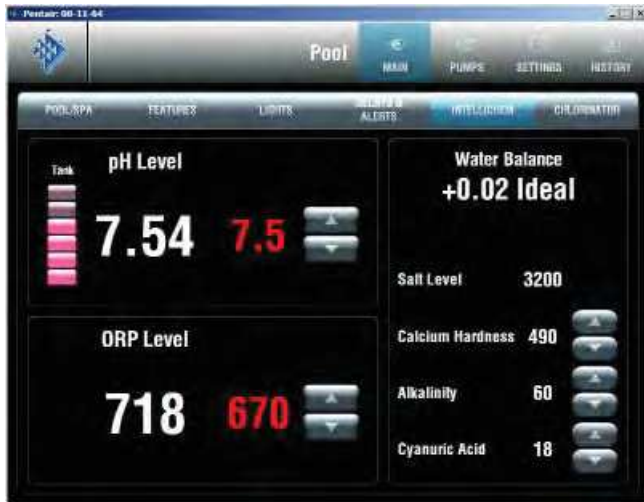 Pentair: 00-11-64
Pool
MAIN
PUMPS
SETTINGS
HISTORY
POOL/SPA
FEATURES
LIGHTS
ALERTS
INTELLICHEM
CHLORINATOR
Tank
pH Level
7.54
7.5
ORP Level
718
670
Water Balance
+0.02 Ideal
Salt Level 3200
Calcium Hardness 490
Alkalinity 60
Cyanuric Acid 18